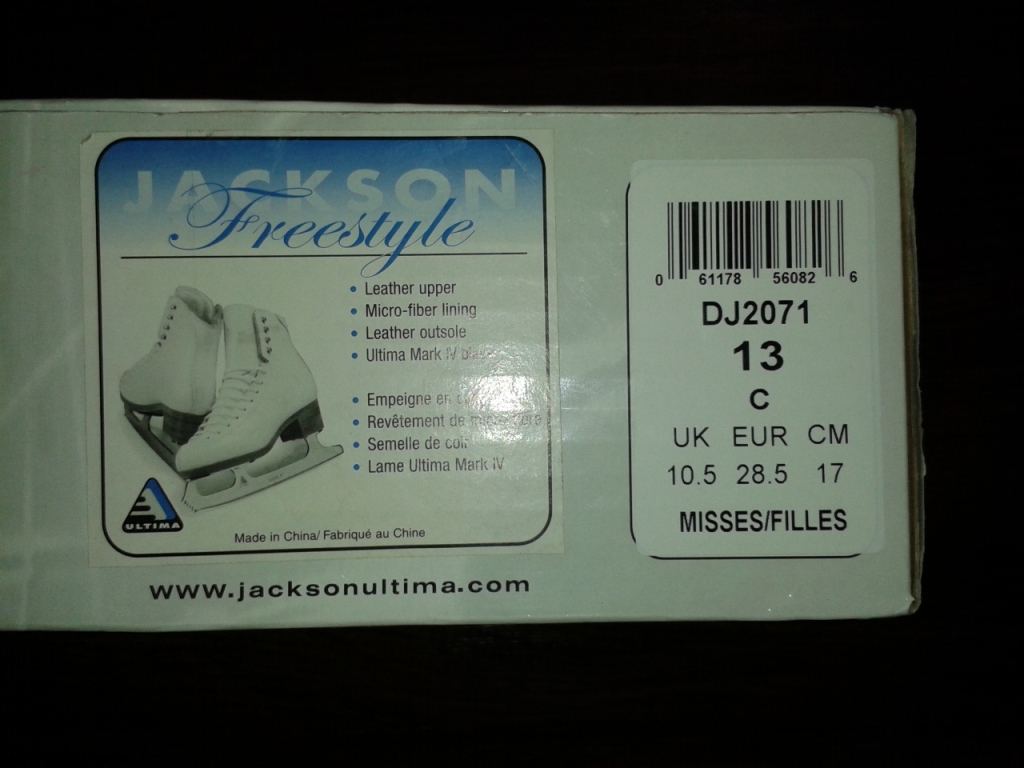 JACKSON
Freestyle
• Leather upper
• Micro-fiber lining
• Leather outsole
• Ultima Mark IV
• Empeigne en
• Revêtement de
• Semelle de
• Lame Ultima Mark IV
ULTIMA
Made in China/ Fabriqué au Chine
www.jacksonultima.com
0 61178 56082 6
DJ2071
13
C
UK EUR CM
10.5 28.5 17
MISSES/FILLES